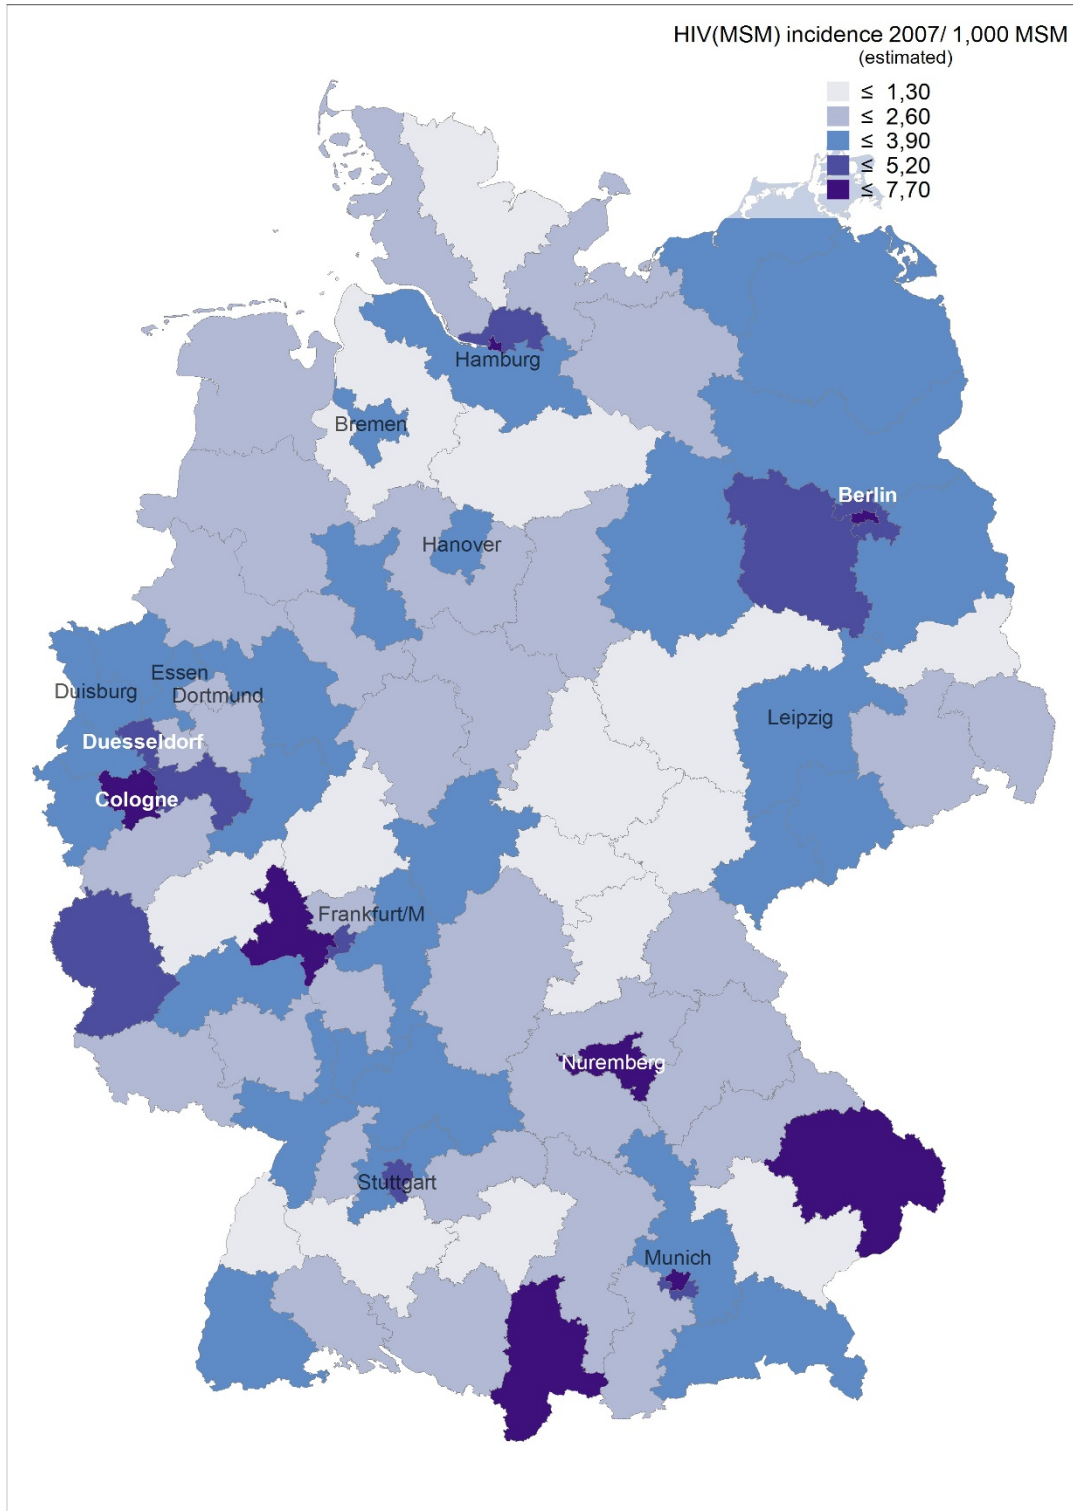 HIV(MSM) incidence 2007/ 1,000 MSM
(estimated)
≤ 1,30
≤ 2,60
≤ 3,90
≤ 5,20
≤ 7,70
Hamburg
Bremen
Berlin
Hanover
Essen
Duisburg
Dortmund
Leipzig
Duesseldorf
Cologne
Frankfurt/M
Nuremberg
Stuttgart
Munich